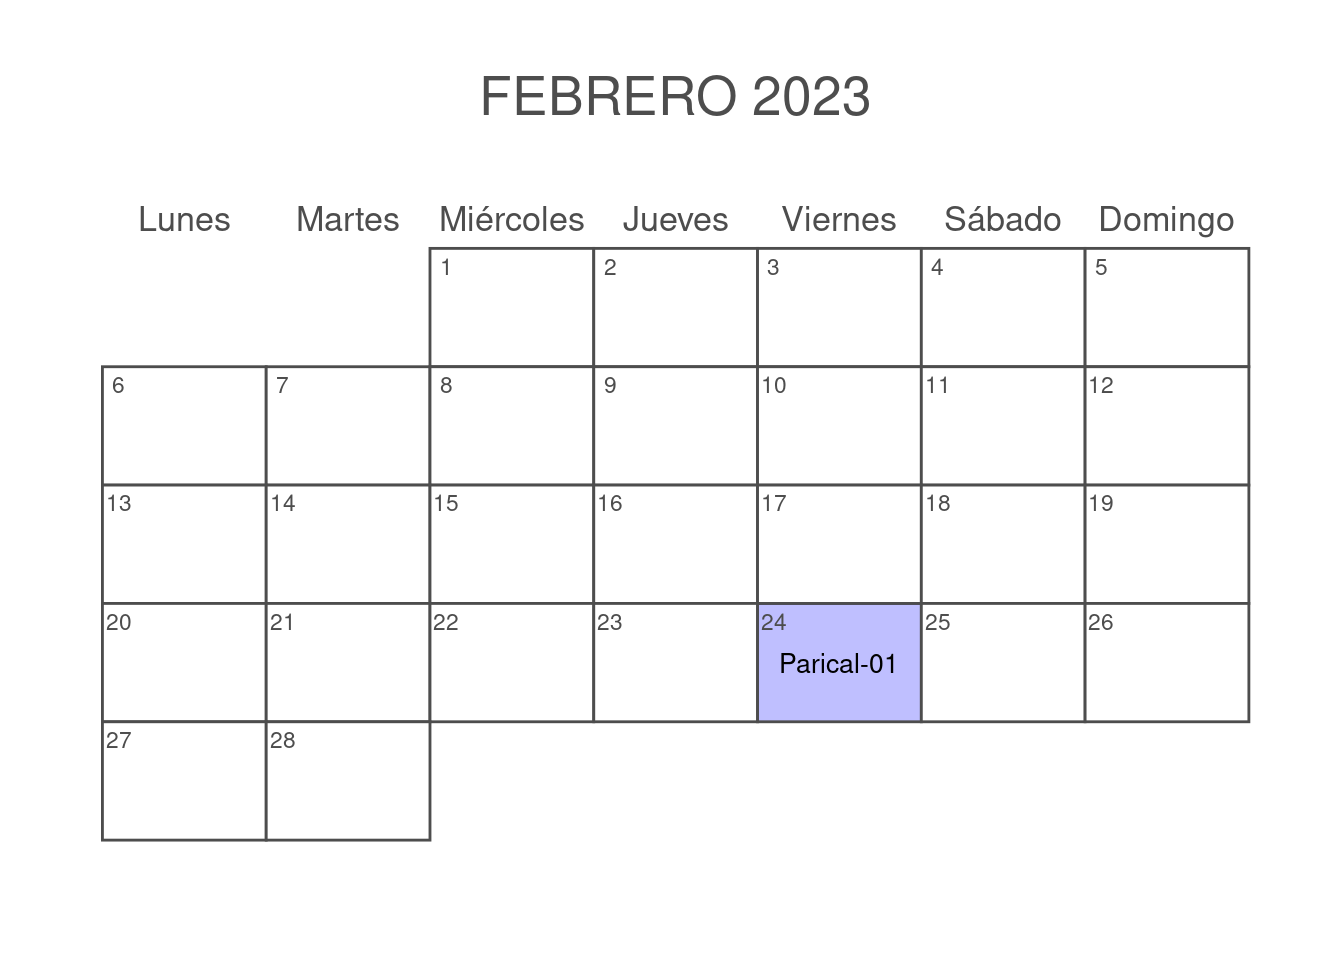 FEBRERO 2023
Lunes Martes Miércoles Jueves Viernes Sábado Domingo
1 2 3 4 5
6 7 8 9 10 11 12
13 14 15 16 17 18 19
20 21 22 23 24 25 26
Parical-01
27 28